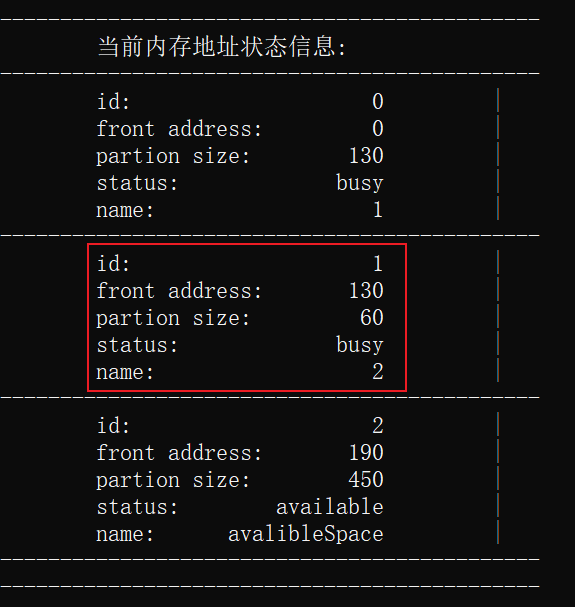 当前内存地址状态信息:
id: 0
front address: 0
partion size: 130
status: busy
name: 1
id: 1
front address: 130
partion size: 60
status: busy
name: 2
id: 2
front address: 190
partion size: 450
status: available
name: avalibleSpace